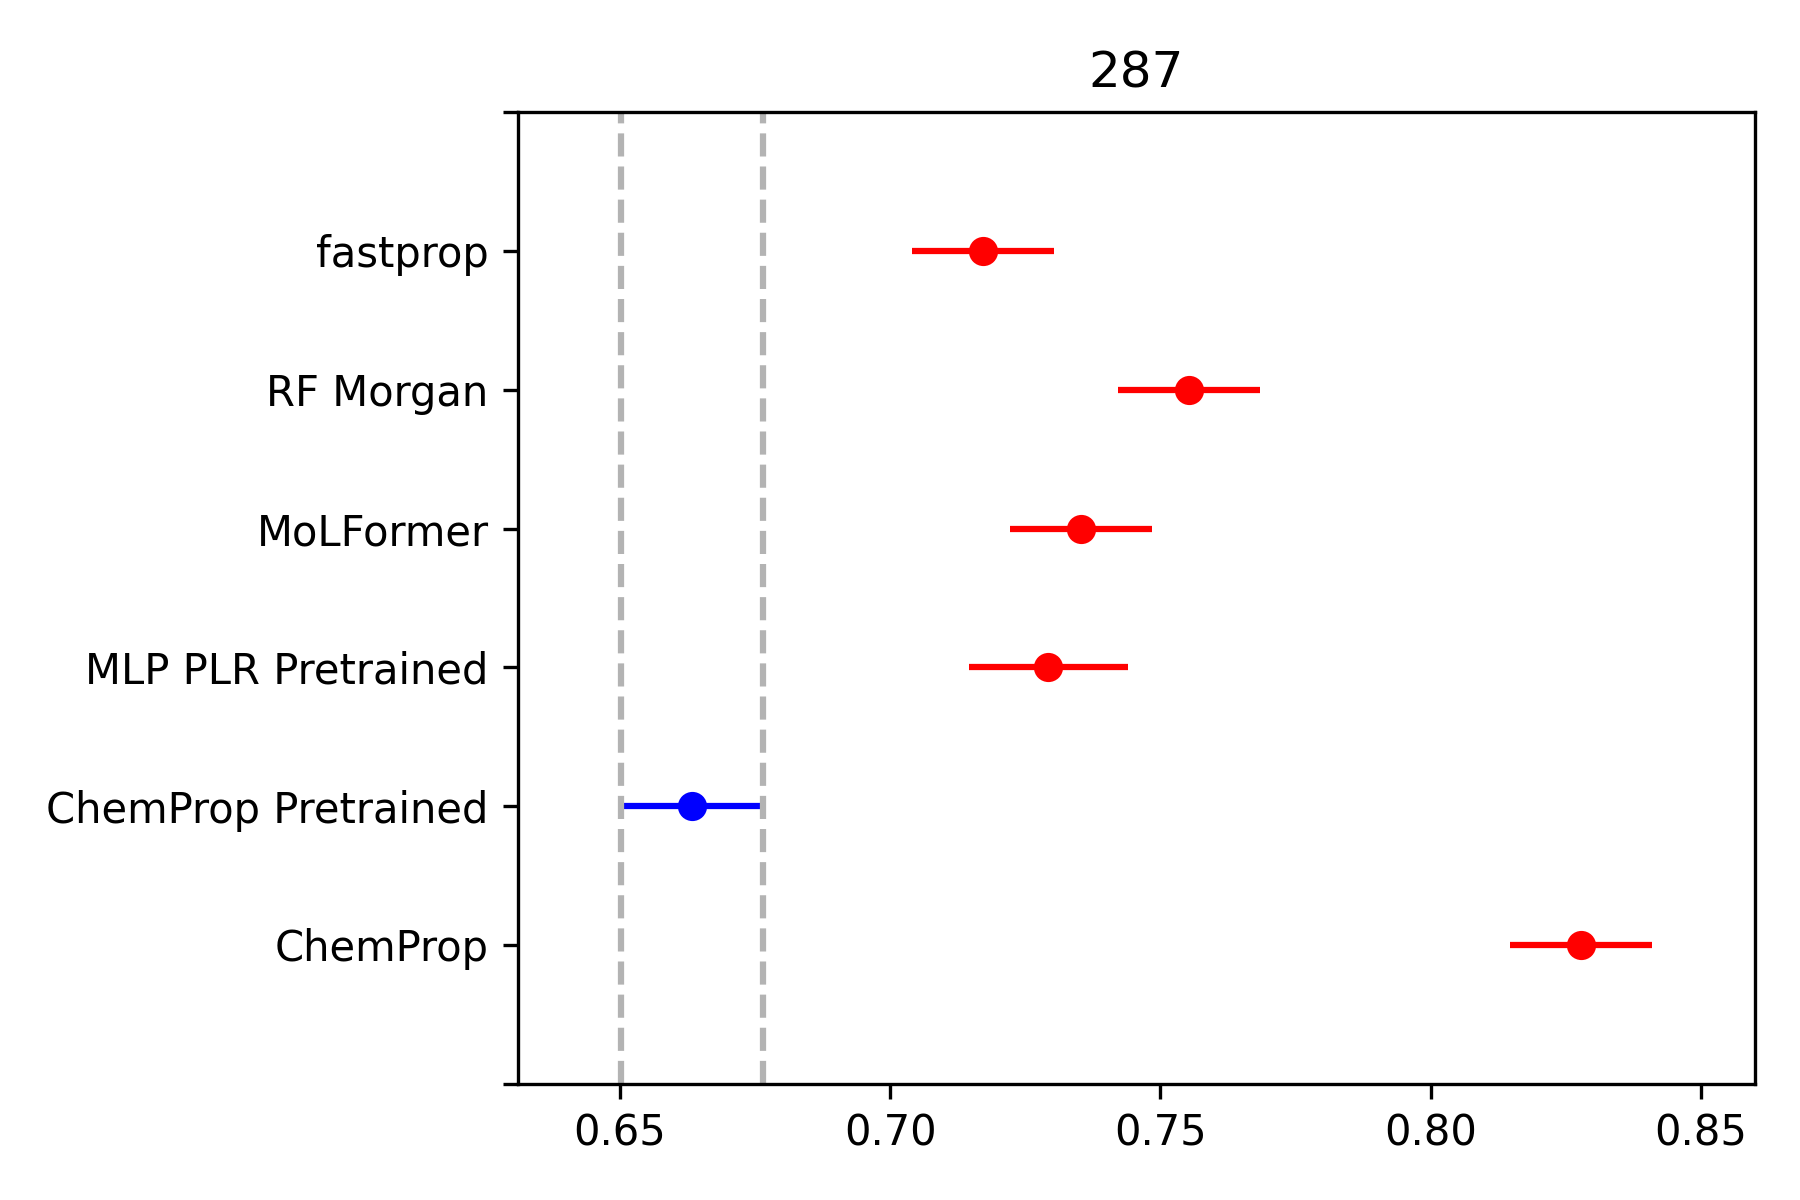 287
fastprop
RF Morgan
MoLFormer
MLP PLR Pretrained
ChemProp Pretrained
ChemProp
0.65 0.70 0.75 0.80 0.85